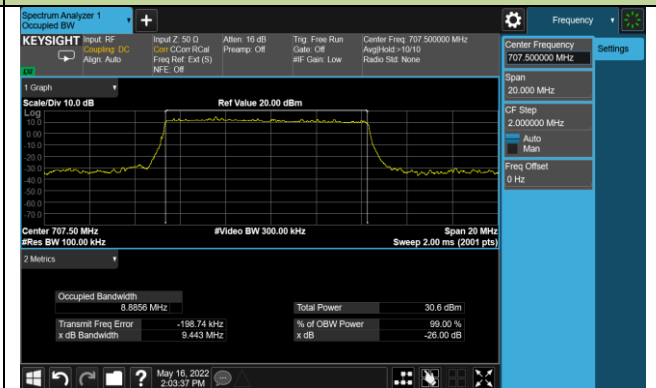 Spectrum Analyzer 1
Occupied BW
+
Frequency
KEYSIGHT
Input: RF
Coupling: DC
Align: Auto
Input Z: 50 Ω
Corr CCorr RCal
Freq Ref: Ext (S)
NFE: Off
Atten: 16 dB
Preamp: Off
Trig: Free Run
Gate: Off
#IF Gain: Low
Center Freq: 707.500000 MHz
Avg|Hold:>10/10
Radio Std: None
LU
Center Frequency
707.500000 MHz
Settings
Span
20.000 MHz
CF Step
2.000000 MHz
Auto
Man
Freq Offset
0 Hz
1 Graph
Scale/Div 10.0 dB
Ref Value 20.00 dBm
Log
10.0
0.00
-10.0
-20.0
-30.0
-40.0
-50.0
-60.0
-70.0
Center 707.50 MHz
#Video BW 300.00 kHz
Span 20 MHz
#Res BW 100.00 kHz
Sweep 2.00 ms (2001 pts)
2 Metrics
Occupied Bandwidth
8.8856 MHz
Total Power
30.6 dBm
Transmit Freq Error
-198.74 kHz
% of OBW Power
99.00 %
x dB Bandwidth
9.443 MHz
x dB
-26.00 dB
?
May 16, 2022
2:03:37 PM